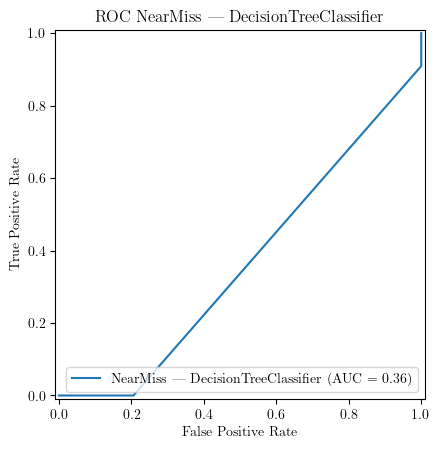 ROC NearMiss — DecisionTreeClassifier
True Positive Rate
1.0
0.8
0.6
0.4
0.2
0.0
NearMiss — DecisionTreeClassifier (AUC = 0.36)
0.0 0.2 0.4 0.6 0.8 1.0
False Positive Rate